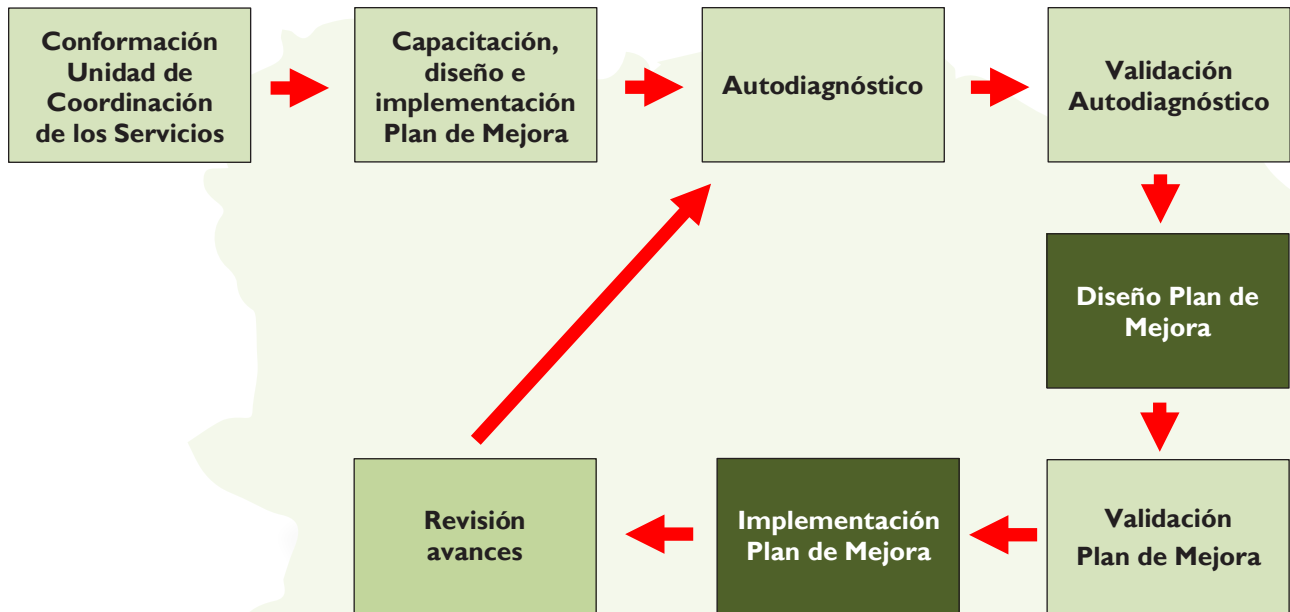 Conformación
Unidad de
Coordinación
de los Servicios
Capacitación,
diseño e
implementación
Plan de Mejora
Autodiagnóstico
Validación
Autodiagnóstico
Diseño Plan de
Mejora
Validación
Plan de Mejora
Implementación
Plan de Mejora
Revisión
avances